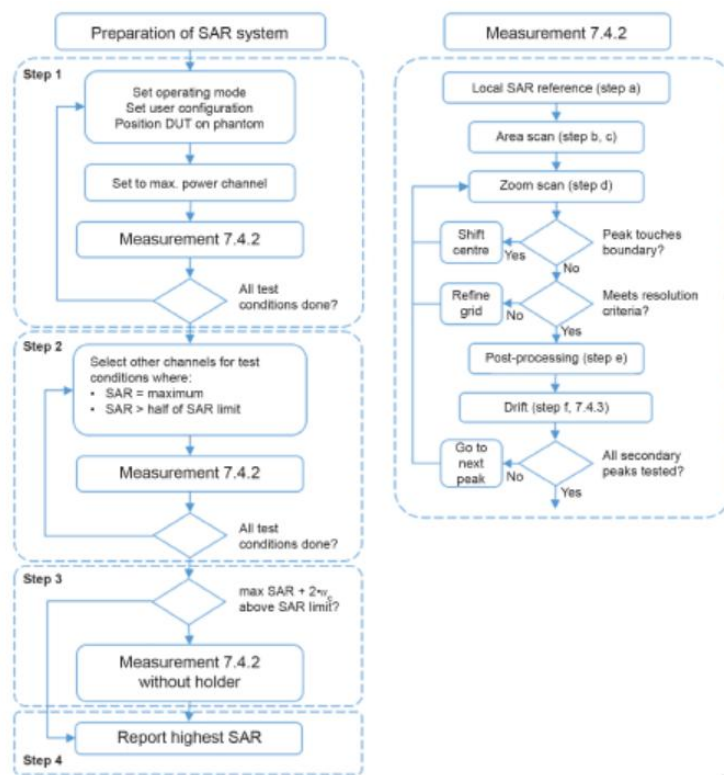 Preparation of SAR system
Step 1
Set operating mode
Set user configuration
Position DUT on phantom
Set to max. power channel
Measurement 7.4.2
All test
conditions done?
Step 2
Select other channels for test
conditions where:
• SAR = maximum
• SAR > half of SAR limit
Measurement 7.4.2
All test
conditions done?
Step 3
max SAR + 2•u_c
above SAR limit?
Measurement 7.4.2
without holder
Report highest SAR
Step 4
Measurement 7.4.2
Local SAR reference (step a)
Area scan (step b, c)
Zoom scan (step d)
Shift
centre
Yes
Peak touches
boundary?
No
Refine
grid
No
Meets resolution
criteria?
Yes
Post-processing (step e)
Drift (step f, 7.4.3)
Go to
next
peak
No
All secondary
peaks tested?
Yes